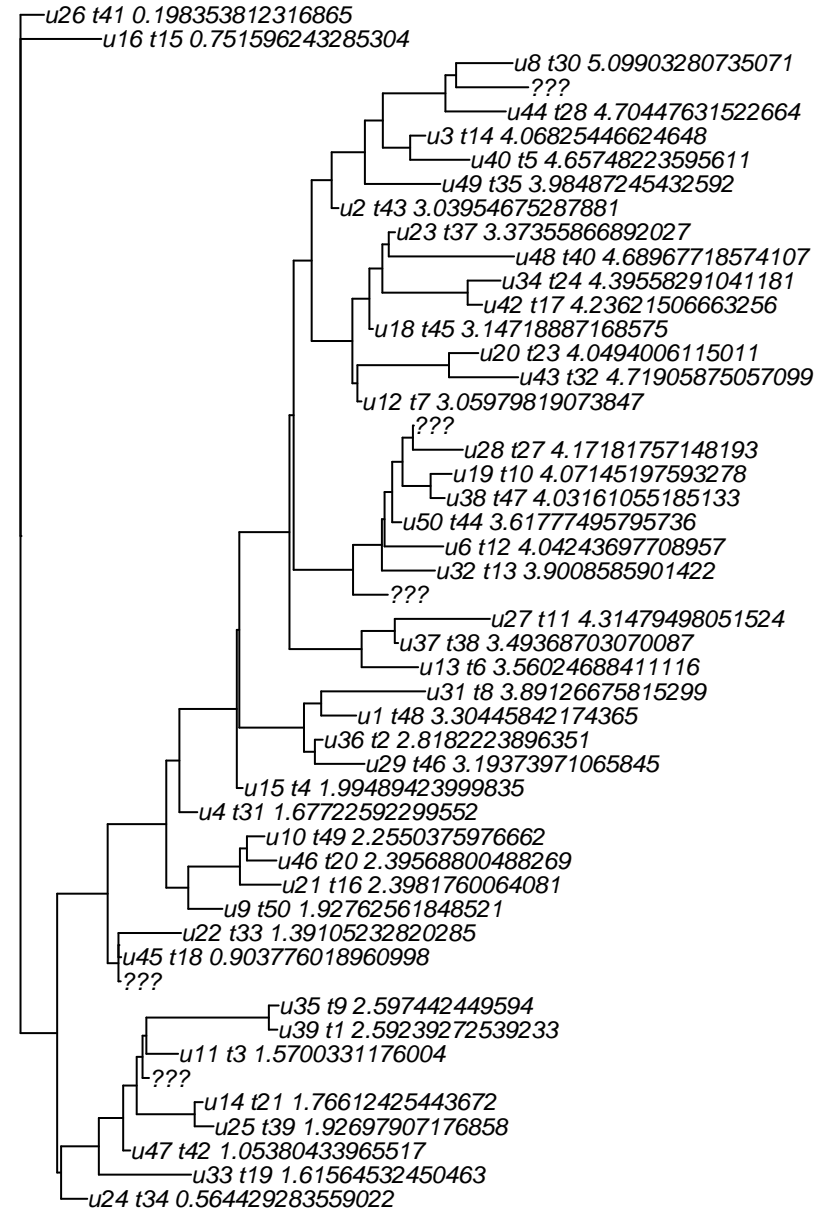 u26 t41 0.198353812316865
u16 t15 0.751596243285304
u8 t30 5.09903280735071
???
u44 t28 4.70447631522664
u3 t14 4.06825446624648
u40 t5 4.65748223595611
u49 t35 3.98487245432592
u2 t43 3.03954675287881
u23 t37 3.37355866892027
u48 t40 4.68967718574107
u34 t24 4.39558291041181
u42 t17 4.23621506663256
u18 t45 3.14718887168575
u20 t23 4.0494006115011
u43 t32 4.71905875057099
u12 t7 3.05979819073847
???
u28 t27 4.17181757148193
u19 t10 4.07145197593278
u38 t47 4.03161055185133
u50 t44 3.61777495795736
u6 t12 4.04243697708957
u32 t13 3.9008585901422
???
u27 t11 4.31479498051524
u37 t38 3.49368703070087
u13 t6 3.56024688411116
u31 t8 3.89126675815299
u1 t48 3.30445842174365
u36 t2 2.8182223896351
u29 t46 3.19373971065845
u15 t4 1.99489423999835
u4 t31 1.67722592299552
u10 t49 2.2550375976662
u46 t20 2.39568800488269
u21 t16 2.3981760064081
u9 t50 1.92762561848521
u22 t33 1.39105232820285
u45 t18 0.903776018960998
???
u35 t9 2.597442449594
u39 t1 2.59239272539233
u11 t3 1.5700331176004
???
u14 t21 1.76612425443672
u25 t39 1.92697907176858
u47 t42 1.05380433965517
u33 t19 1.61564532450463
u24 t34 0.564429283559022